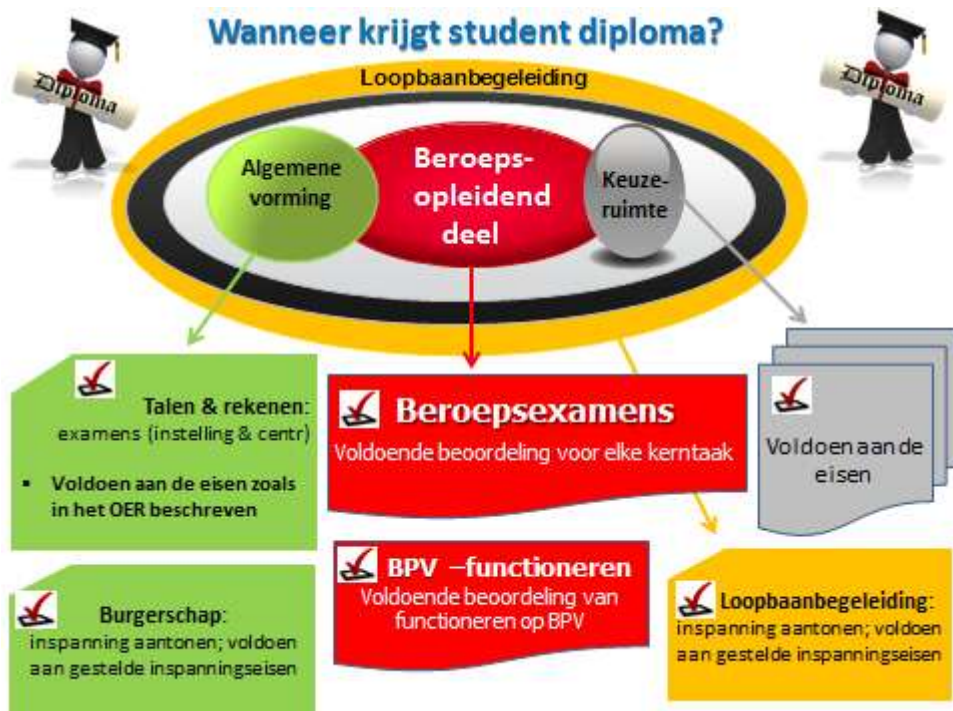 Wanneer krijgt student diploma?
Diploma
Diploma
Loopbaanbegeleiding
Algemene
vorming
Beroeps-
opleidend
deel
Keuze-
ruimte
Talen & rekenen:
examens (instelling & centr)
▪ Voldoen aan de eisen zoals
in het OER beschreven
Beroepsexamens
Voldoende beoordeling voor elke kerntaak
Voldoen aan de
eisen
Burgerschap:
inspanning aantonen; voldoen
aan gestelde inspanningseisen
BPV –functioneren
Voldoende beoordeling van
functioneren op BPV
Loopbaanbegeleiding:
inspanning aantonen; voldoen
aan gestelde inspanningseisen